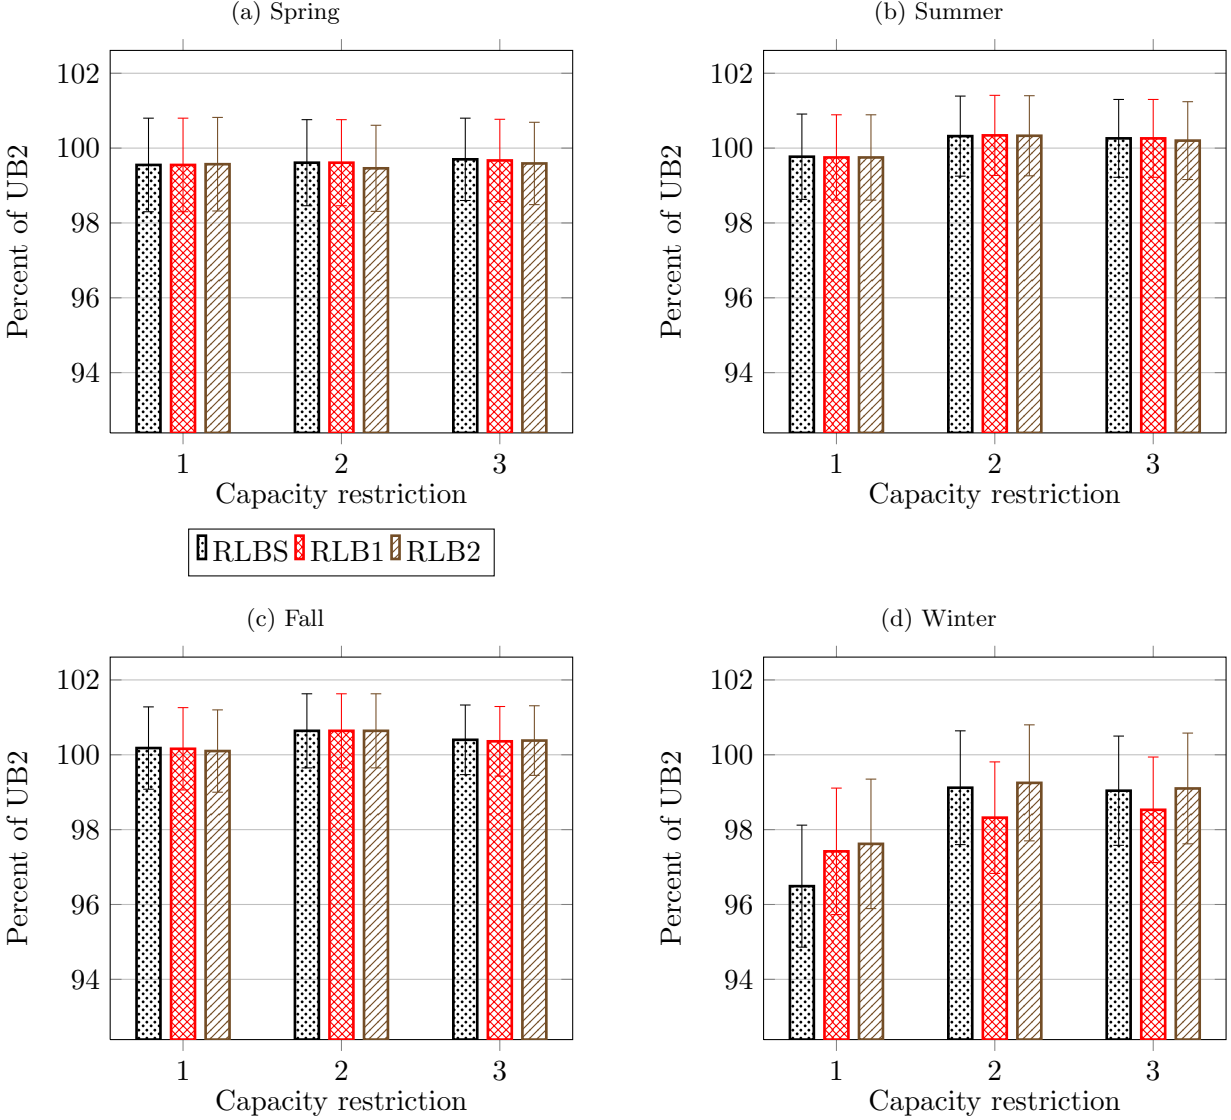 (a) Spring
102
100
98
96
94
Percent of UB2
1 2 3
Capacity restriction
(b) Summer
102
100
98
96
94
Percent of UB2
1 2 3
Capacity restriction
RLBS RLB1 RLB2
(c) Fall
102
100
98
96
94
Percent of UB2
1 2 3
Capacity restriction
(d) Winter
102
100
98
96
94
Percent of UB2
1 2 3
Capacity restriction